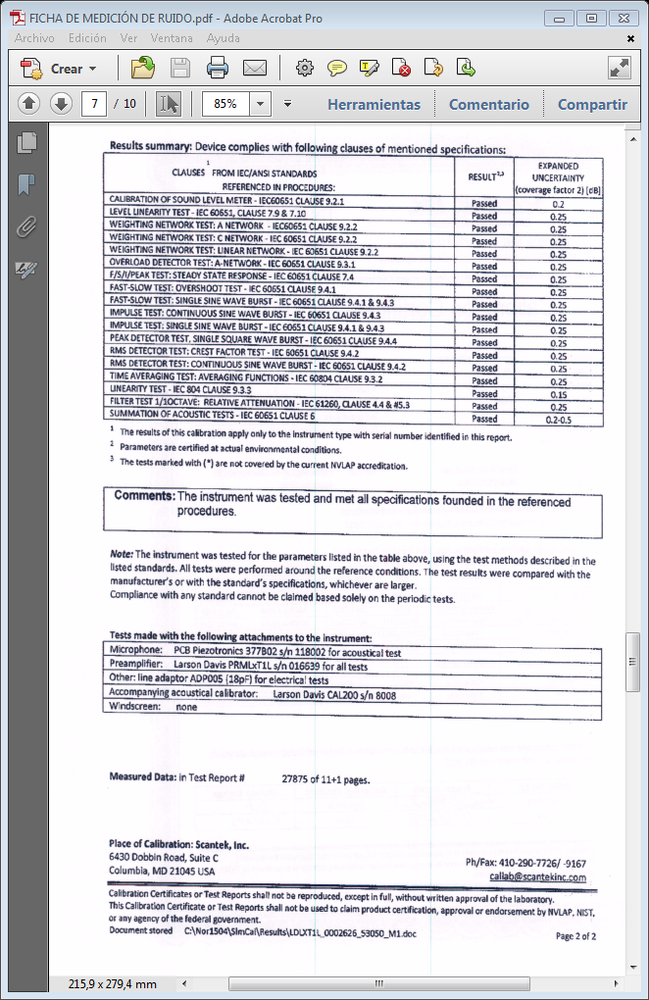 FICHA DE MEDICIÓN DE RUIDO.pdf - Adobe Acrobat Pro
Archivo Edición Ver Ventana Ayuda
Crear
7 / 10 85% Herramientas Comentario Compartir
Results summary: Device complies with following clauses of mentioned specifications:
CLAUSES 1 FROM IEC/ANSI STANDARDS REFERENCED IN PROCEDURES: RESULT2,3 EXPANDED UNCERTAINTY (coverage factor 2) [dB]
CALIBRATION OF SOUND LEVEL METER - IEC60651 CLAUSE 9.2.1 Passed 0.2
LEVEL LINEARITY TEST - IEC 60651, CLAUSE 7.9 & 7.10 Passed 0.25
WEIGHTING NETWORK TEST: A NETWORK - IEC60651 CLAUSE 9.2.2 Passed 0.25
WEIGHTING NETWORK TEST: C NETWORK - IEC 60651 CLAUSE 9.2.2 Passed 0.25
WEIGHTING NETWORK TEST: LINEAR NETWORK - IEC 60651 CLAUSE 9.2.2 Passed 0.25
OVERLOAD DETECTOR TEST: A-NETWORK - IEC 60651 CLAUSE 9.3.1 Passed 0.25
F/S/I/PEAK TEST: STEADY STATE RESPONSE - IEC 60651 CLAUSE 7.4 Passed 0.25
FAST-SLOW TEST: OVERSHOOT TEST - IEC 60651 CLAUSE 9.4.1 Passed 0.25
FAST-SLOW TEST: SINGLE SINE WAVE BURST - IEC 60651 CLAUSE 9.4.1 & 9.4.3 Passed 0.25
IMPULSE TEST: CONTINUOUS SINE WAVE BURST - IEC 60651 CLAUSE 9.4.3 Passed 0.25
IMPULSE TEST: SINGLE SINE WAVE BURST - IEC 60651 CLAUSE 9.4.1 & 9.4.3 Passed 0.25
PEAK DETECTOR TEST, SINGLE SQUARE WAVE BURST - IEC 60651 CLAUSE 9.4.4 Passed 0.25
RMS DETECTOR TEST: CREST FACTOR TEST - IEC 60651 CLAUSE 9.4.2 Passed 0.25
RMS DETECTOR TEST: CONTINUOUS SINE WAVE BURST - IEC 60651 CLAUSE 9.4.2 Passed 0.25
TIME AVERAGING TEST: AVERAGING FUNCTIONS - IEC 60804 CLAUSE 9.3.2 Passed 0.25
LINEARITY TEST - IEC 804 CLAUSE 9.3.3 Passed 0.15
FILTER TEST 1/1OCTAVE: RELATIVE ATTENUATION - IEC 61260, CLAUSE 4.4 & #5.3 Passed 0.25
SUMMATION OF ACOUSTIC TESTS - IEC 60651 CLAUSE 6 Passed 0.2-0.5
1 The results of this calibration apply only to the instrument type with serial number identified in this report.
2 Parameters are certified at actual environmental conditions.
3 The tests marked with (*) are not covered by the current NVLAP accreditation.
Comments: The instrument was tested and met all specifications founded in the referenced
procedures.
Note: The instrument was tested for the parameters listed in the table above, using the test methods described in the
listed standards. All tests were performed around the reference conditions. The test results were compared with the
manufacturer's or with the standard's specifications, whichever are larger.
Compliance with any standard cannot be claimed based solely on the periodic tests.
Tests made with the following attachments to the instrument:
Microphone: PCB Piezotronics 377B02 s/n 118002 for acoustical test
Preamplifier: Larson Davis PRMLxT1L s/n 016639 for all tests
Other: line adaptor ADP005 (18pF) for electrical tests
Accompanying acoustical calibrator: Larson Davis CAL200 s/n 8008
Windscreen: none
Measured Data: in Test Report # 27875 of 11+1 pages.
Place of Calibration: Scantek, Inc.
6430 Dobbin Road, Suite C Ph/Fax: 410-290-7726/ -9167
Columbia, MD 21045 USA callab@scantekinc.com
Calibration Certificates or Test Reports shall not be reproduced, except in full, without written approval of the laboratory.
This Calibration Certificate or Test Reports shall not be used to claim product certification, approval or endorsement by NVLAP, NIST,
or any agency of the federal government.
Document stored C:\Nor1504\SlmCal\Results\LDLXT1L_0002626_53050_M1.doc Page 2 of 2
215,9 x 279,4 mm